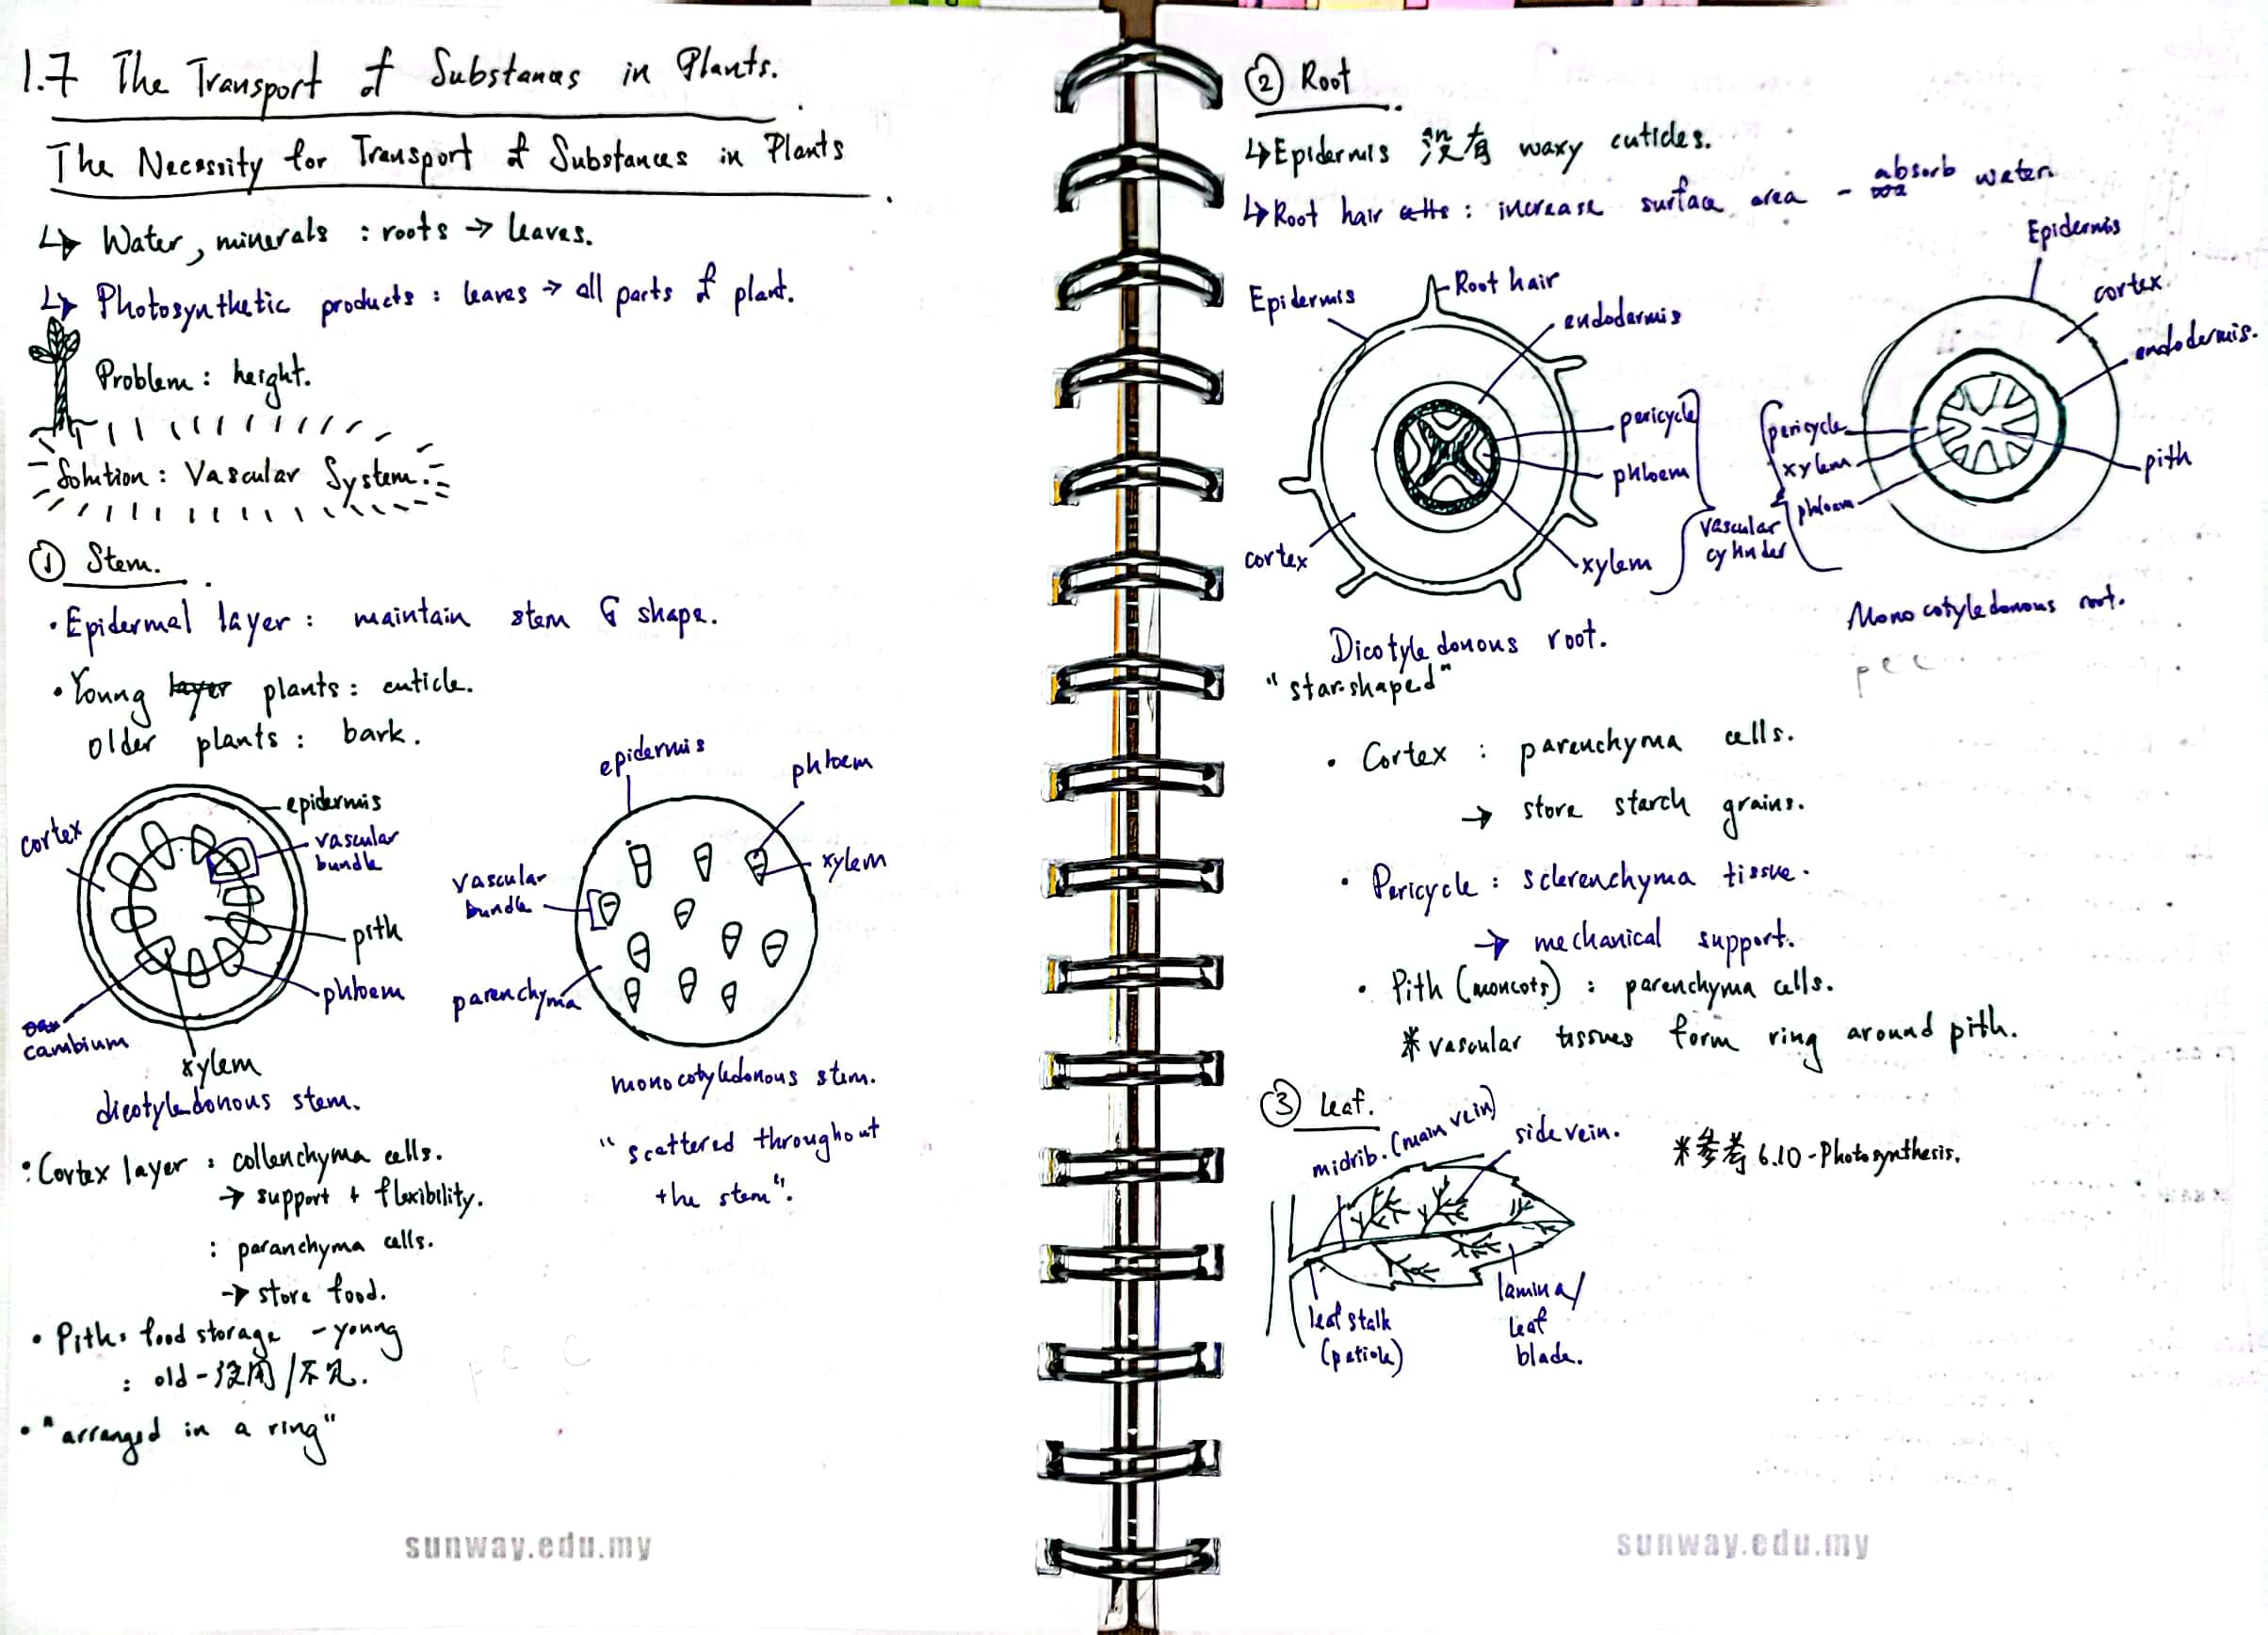 1.7 The Transport of Substances in Plants.
The Necessity for Transport of Substances in Plants
↳ Water, minerals : roots → leaves.
↳ Photosynthetic products : leaves → all parts of plant.
Problem : height.
Solution : Vascular System.
① Stem.
• Epidermal layer : maintain stem G shape.
• Young layer plants : cuticle.
older plants : bark.
cortex
epidermis
vascular
bundle
pith
phloem
cambium
xylem
dicotyledonous stem.
epidermis
phloem
xylem
vascular
bundle
parenchyma
monocotyledonous stem.
"scattered throughout
the stem".
• Cortex layer : collenchyma cells.
→ support + flexibility.
: paranchyma cells.
→ store food.
• Pith : food storage - young
: old - 没用/不见.
• "arranged in a ring"
sunway.edu.my
② Root
↳ Epidermis 没有 waxy cuticles.
↳ Root hair cells : increase surface area - absorb water.
Epidermis
Root hair
endodermis
pericycle
phloem
xylem
cortex
vascular
cylinder
Dicotyledonous root.
"star-shaped"
Epidermis
cortex
endodermis.
pericycle
xylem
phloem
pith
Monocotyledonous root.
• Cortex : parenchyma cells.
→ store starch grains.
• Pericycle : sclerenchyma tissue.
→ mechanical support.
• Pith (moncots) : parenchyma cells.
※ vascular tissues form ring around pith.
③ Leaf.
midrib. (main vein)
side vein.
※参考 6.10 - Photosynthesis.
leaf stalk
(petiole)
lamina/
leaf
blade.
sunway.edu.my